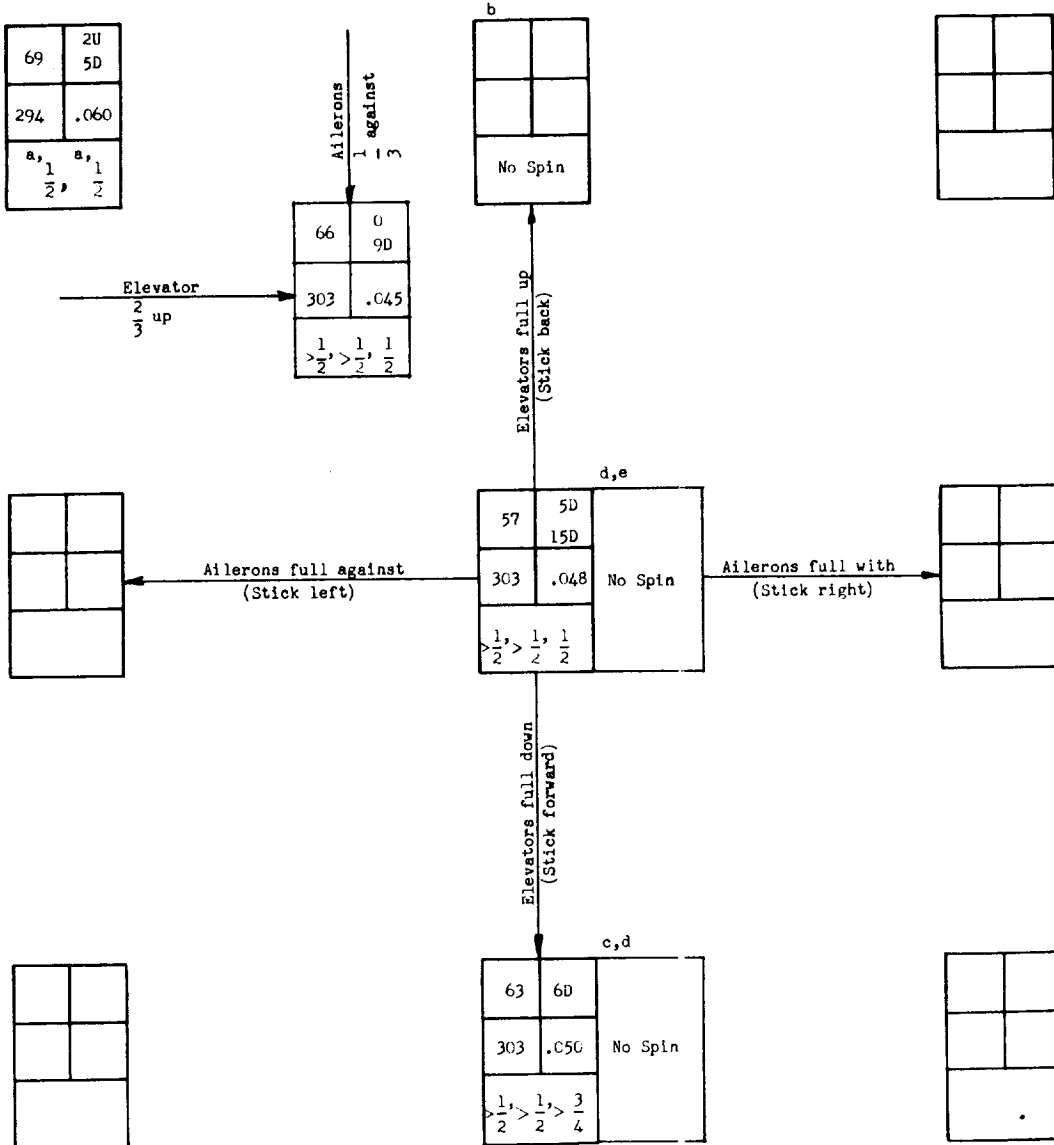 b
69 2U
5D
294 .060
a, 1/2, a, 1/2
Ailerons
1/3 against
No Spin
66 0
9D
303 .045
>1/2, >1/2, 1/2
Elevator
2/3 up
Elevators full up
(Stick back)
d,e
57 5D
15D
303 .048
No Spin
>1/2, > 1/2, 1/2
Ailerons full against
(Stick left)
Ailerons full with
(Stick right)
Elevators full down
(Stick forward)
c,d
63 6D
303 .050
No Spin
>1/2, >1/2, > 3/4